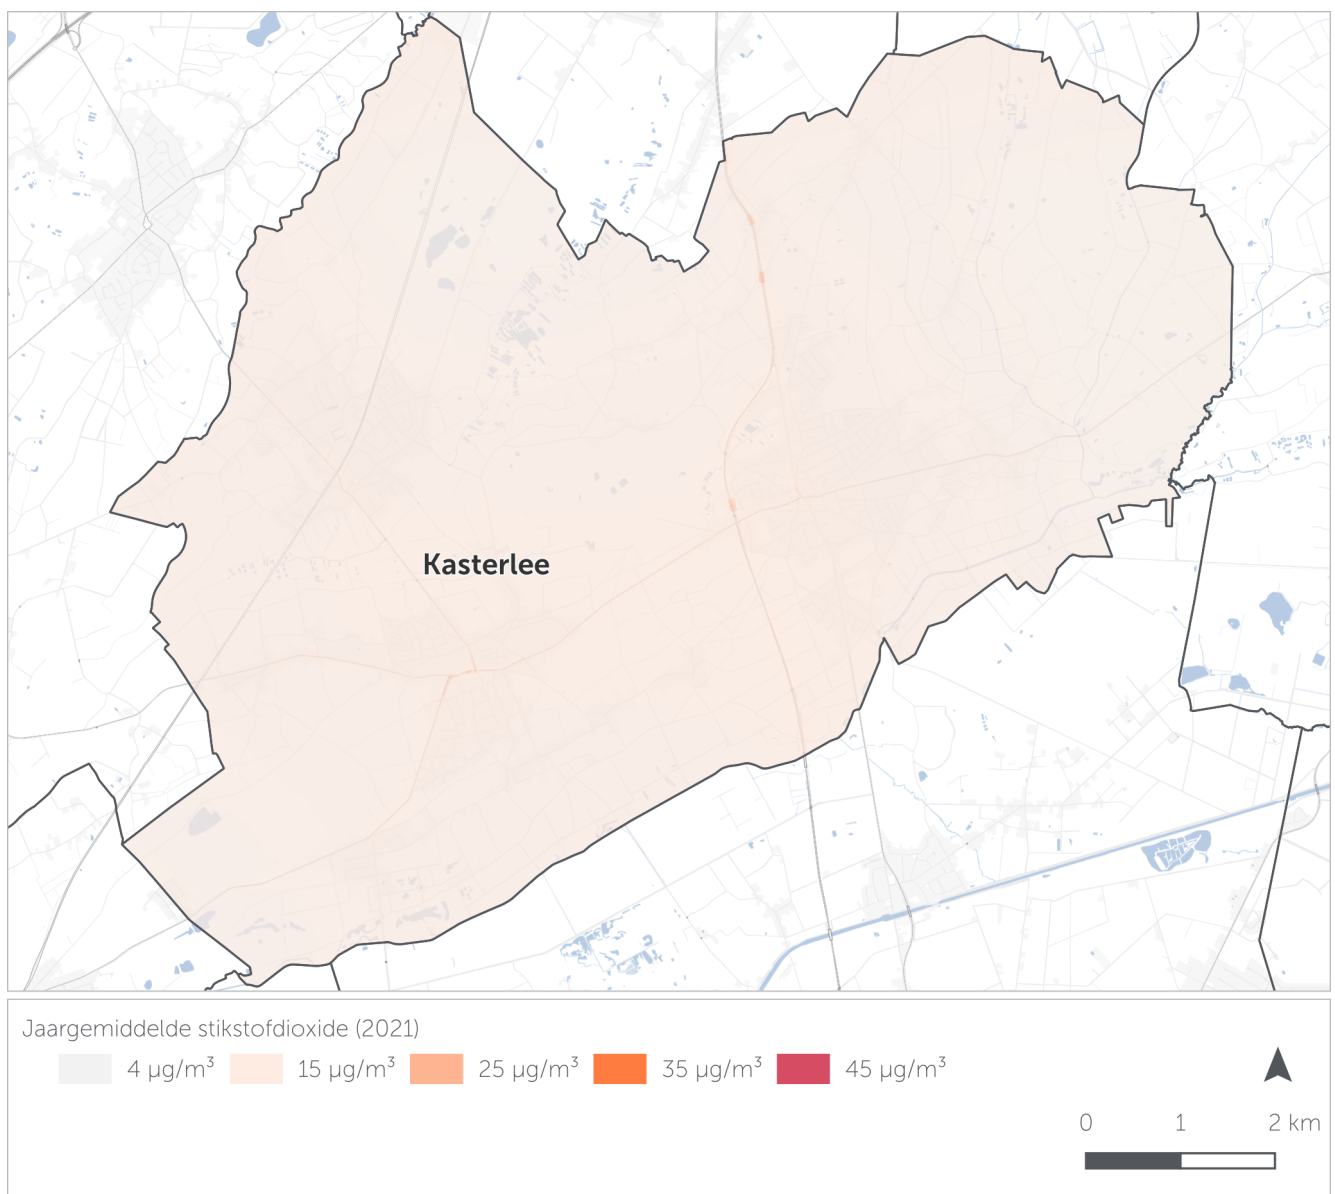 Kasterlee
Jaargemiddelde stikstofdioxide (2021)
4 µg/m³ 15 µg/m³ 25 µg/m³ 35 µg/m³ 45 µg/m³
0 1 2 km